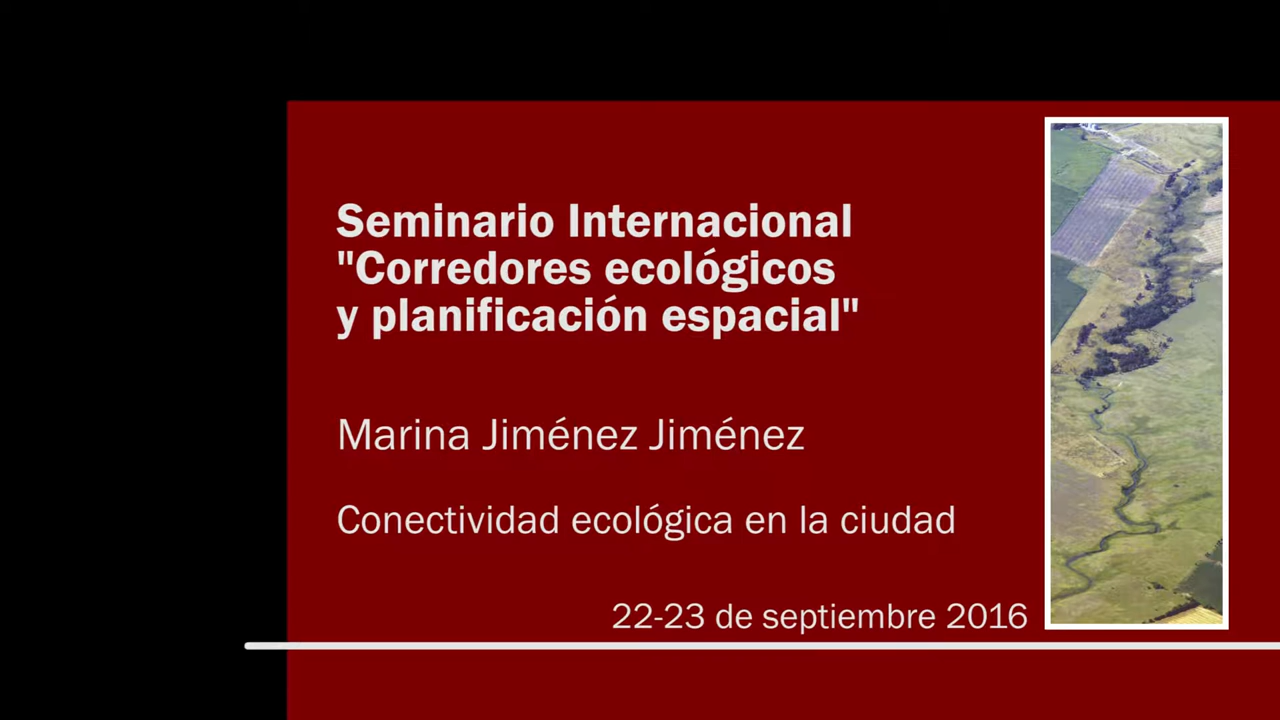 Seminario Internacional
"Corredores ecológicos
y planificación espacial"
Marina Jiménez Jiménez
Conectividad ecológica en la ciudad
22-23 de septiembre 2016